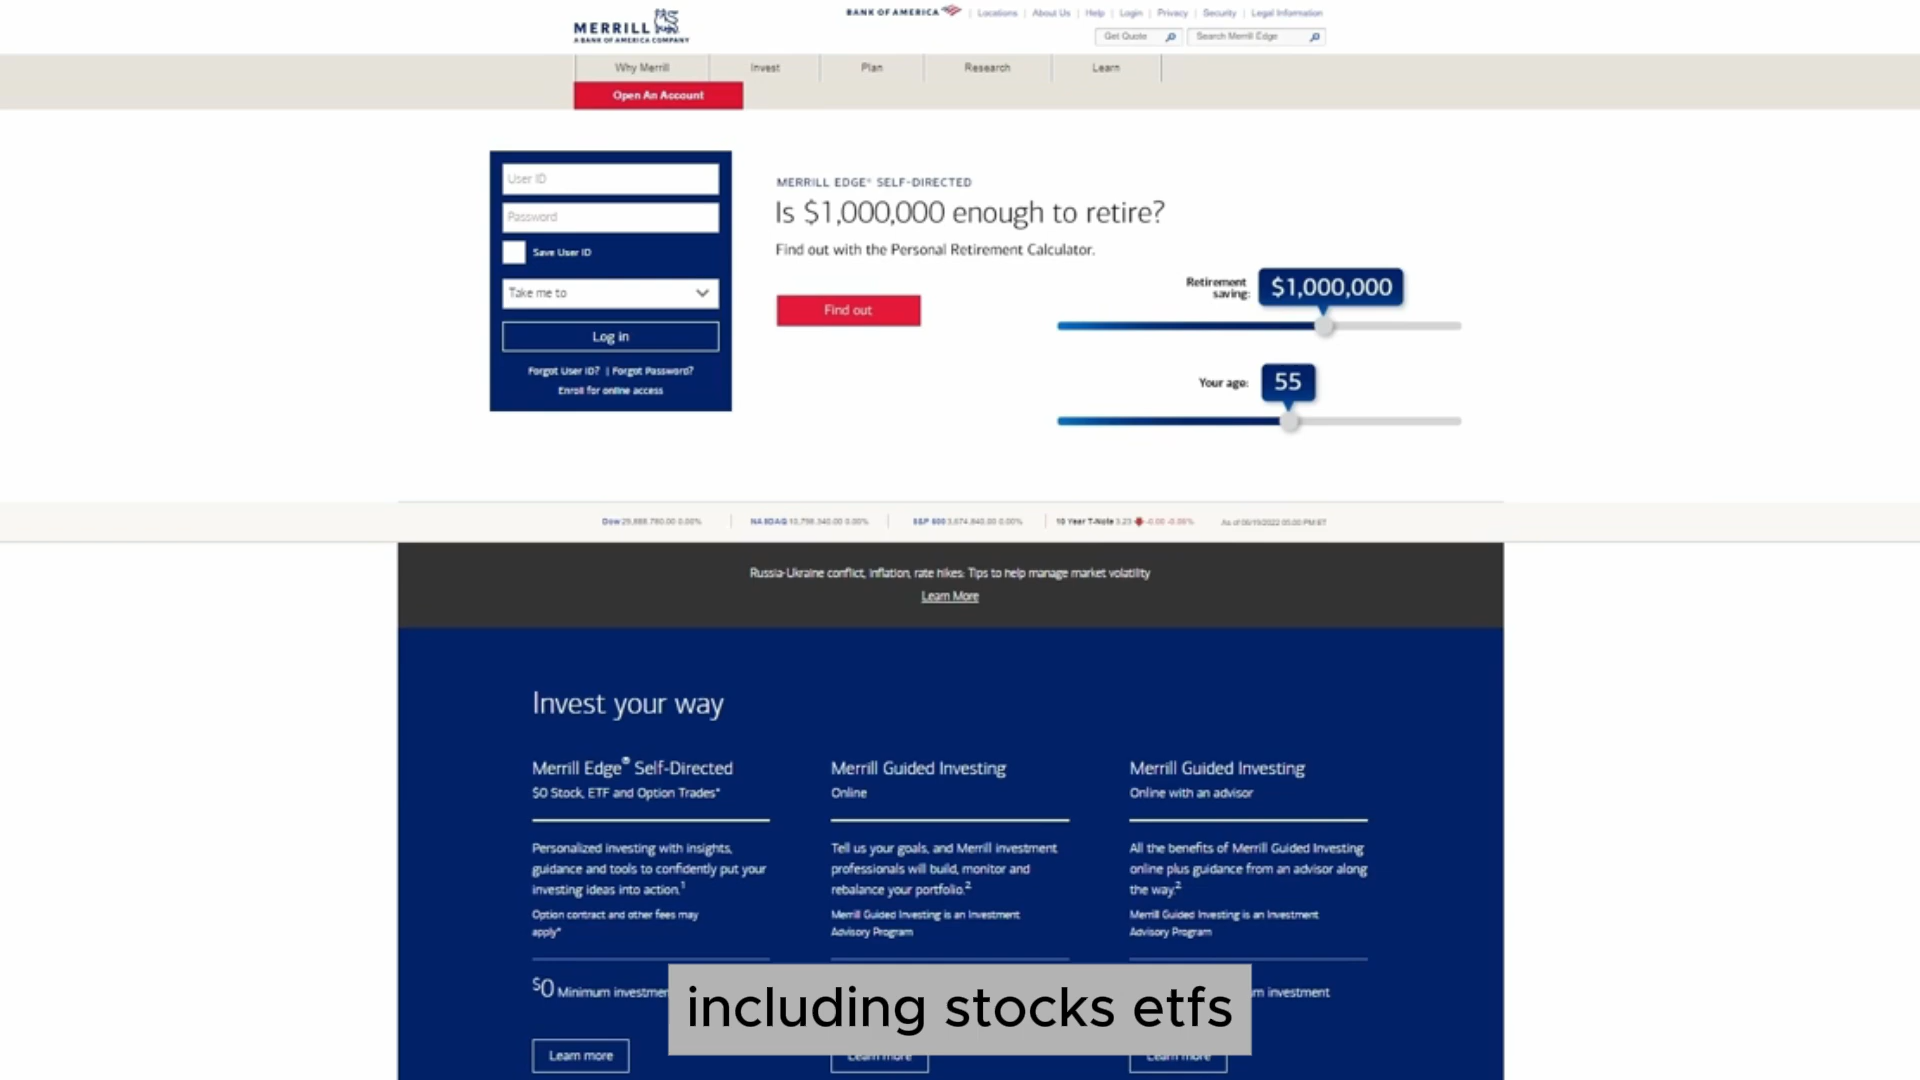 MERRILL
A BANK OF AMERICA COMPANY
BANK OF AMERICA
Locations | About Us | Help | Login | Privacy | Security | Legal Information
Get Quote
Search Merrill Edge
Why Merrill
Invest
Plan
Research
Learn
Open An Account
User ID
Password
Save User ID
Take me to
Log in
Forgot User ID? | Forgot Password?
Enroll for online access
MERRILL EDGE® SELF-DIRECTED
Is $1,000,000 enough to retire?
Find out with the Personal Retirement Calculator.
Find out
Retirement
saving:
$1,000,000
Your age:
55
Dow 29,888.780.00 0.00%
NASDAQ 10,798.340.00 0.00%
S&P 500 3,674.840.00 0.00%
10 Year T-Note 3.23 -0.00 -0.06%
As of 06/19/2022 05:00 PM ET
Russia-Ukraine conflict, inflation, rate hikes: Tips to help manage market volatility
Learn More
Invest your way
Merrill Edge® Self-Directed
$0 Stock, ETF and Option Trades*
Personalized investing with insights,
guidance and tools to confidently put your
investing ideas into action.1
Option contract and other fees may
apply*
$0 Minimum investmen
Learn more
Merrill Guided Investing
Online
Tell us your goals, and Merrill investment
professionals will build, monitor and
rebalance your portfolio.2
Merrill Guided Investing is an Investment
Advisory Program
Learn more
Merrill Guided Investing
Online with an advisor
All the benefits of Merrill Guided Investing
online plus guidance from an advisor along
the way.2
Merrill Guided Investing is an Investment
Advisory Program
m investment
Learn more
including stocks etfs